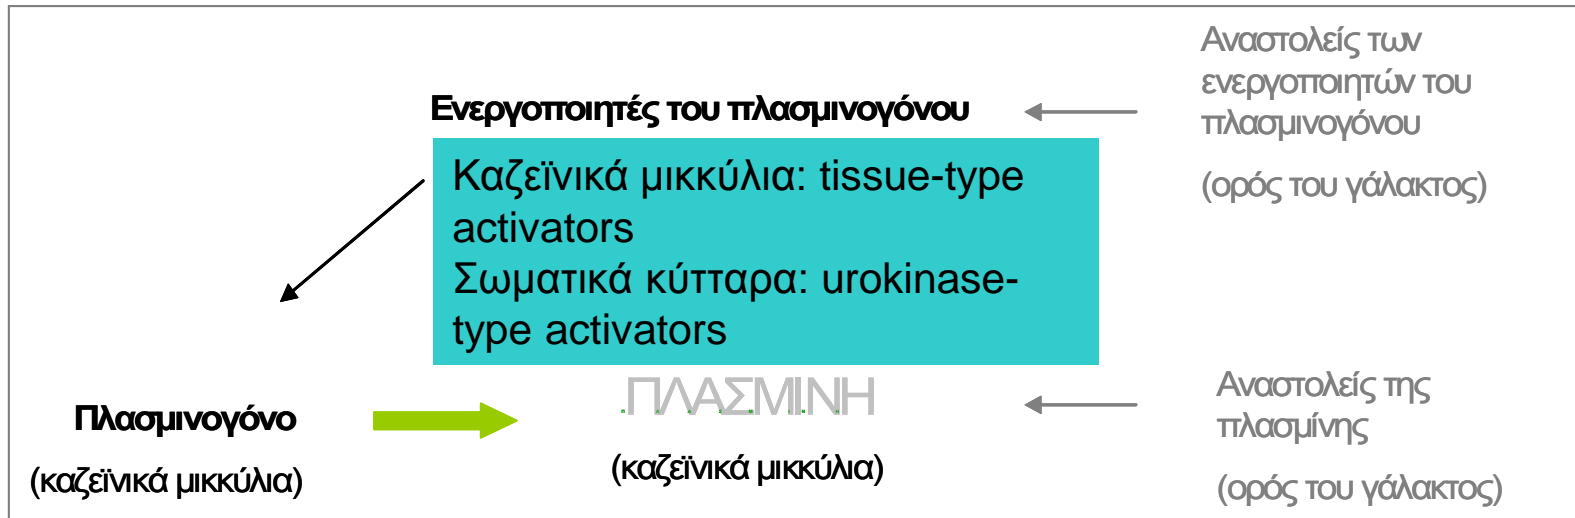 Αναστολείς των
ενεργοποιητών του
πλασμινογόνου
(ορός του γάλακτος)
Ενεργοποιητές του πλασμινογόνου
Καζεϊνικά μικκύλια: tissue-type
activators
Σωματικά κύτταρα: urokinase-
type activators
Πλασμινογόνο
(καζεϊνικά μικκύλια)
ΠΛΑΣΜΙΝΗ
(καζεϊνικά μικκύλια)
Αναστολείς της
πλασμίνης
(ορός του γάλακτος)